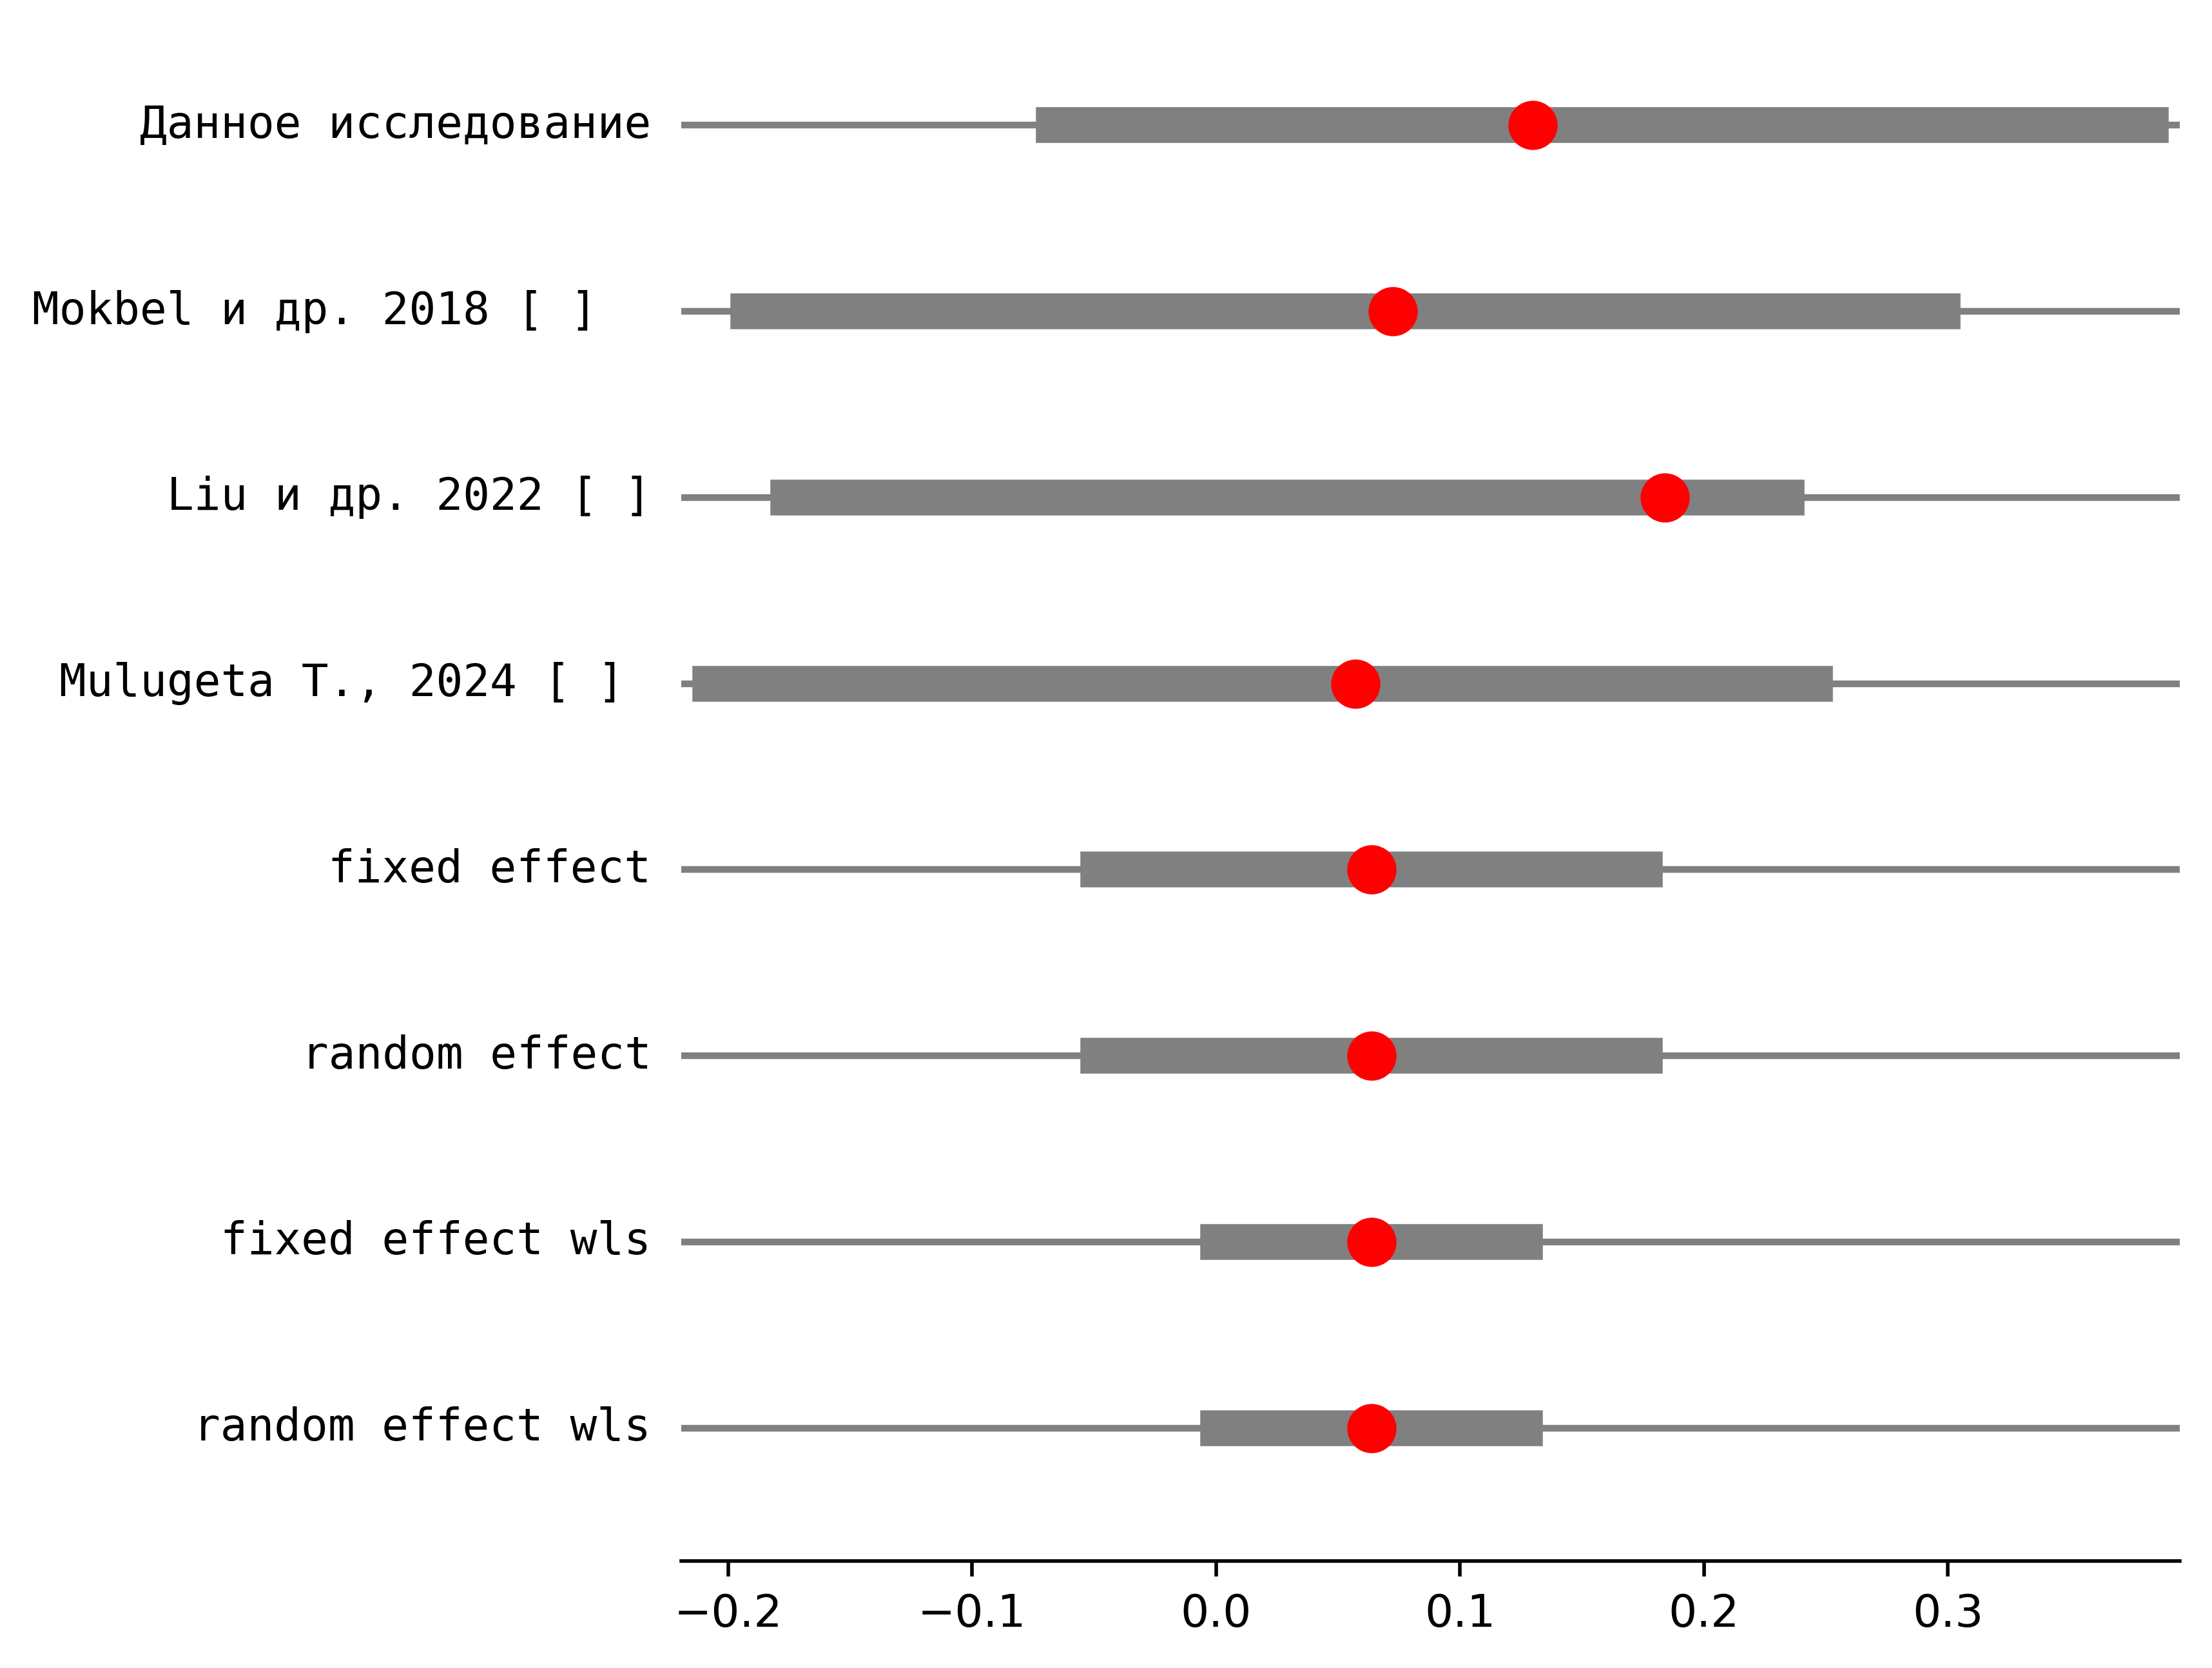 Данное исследование
Mokbel и др. 2018 [ ]
Liu и др. 2022 [ ]
Mulugeta T., 2024 [ ]
fixed effect
random effect
fixed effect wls
random effect wls
−0.2 −0.1 0.0 0.1 0.2 0.3